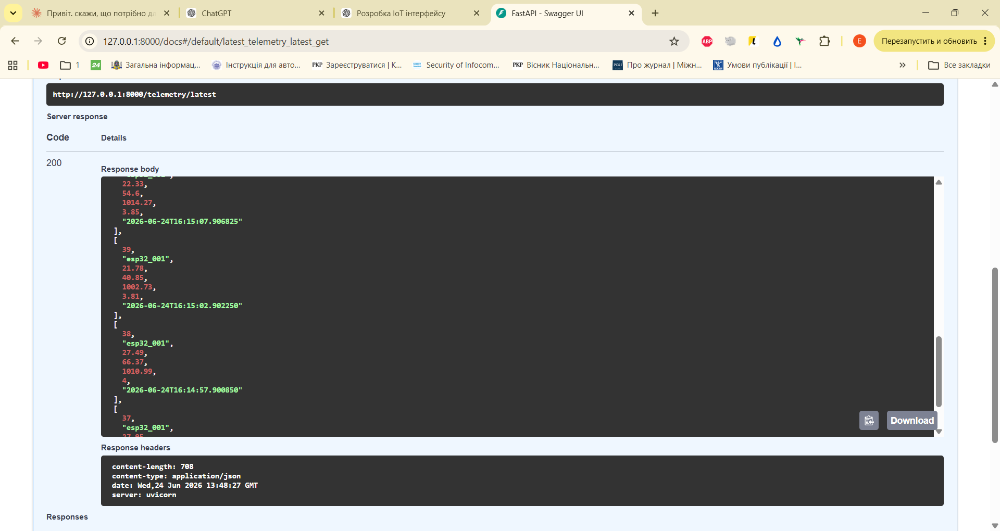 Привіт. скажи, що потрібно дл
ChatGPT
Розробка IoT інтерфейсу
FastAPI - Swagger UI
127.0.0.1:8000/docs#/default/latest_telemetry_latest_get
ABP
E
Перезапустить и обновить
1
24
Загальна інформац...
Інструкція для авто...
РКР Зареєструватися | К...
Security of Infocom...
РКР Вісник Національн...
PC&I Про журнал | Міжн...
Умови публікації | І...
Все закладки
http://127.0.0.1:8000/telemetry/latest
Server response
Code
Details
200
Response body
22.33,
54.6,
1014.27,
3.85,
"2026-06-24T16:15:07.906825"
],
[
39,
"esp32_001",
21.78,
40.85,
1002.73,
3.81,
"2026-06-24T16:15:02.902250"
],
[
38,
"esp32_001",
27.49,
66.37,
1010.99,
4,
"2026-06-24T16:14:57.900850"
],
[
37,
"esp32_001",
Download
Response headers
content-length: 708
content-type: application/json
date: Wed,24 Jun 2026 13:48:27 GMT
server: uvicorn
Responses